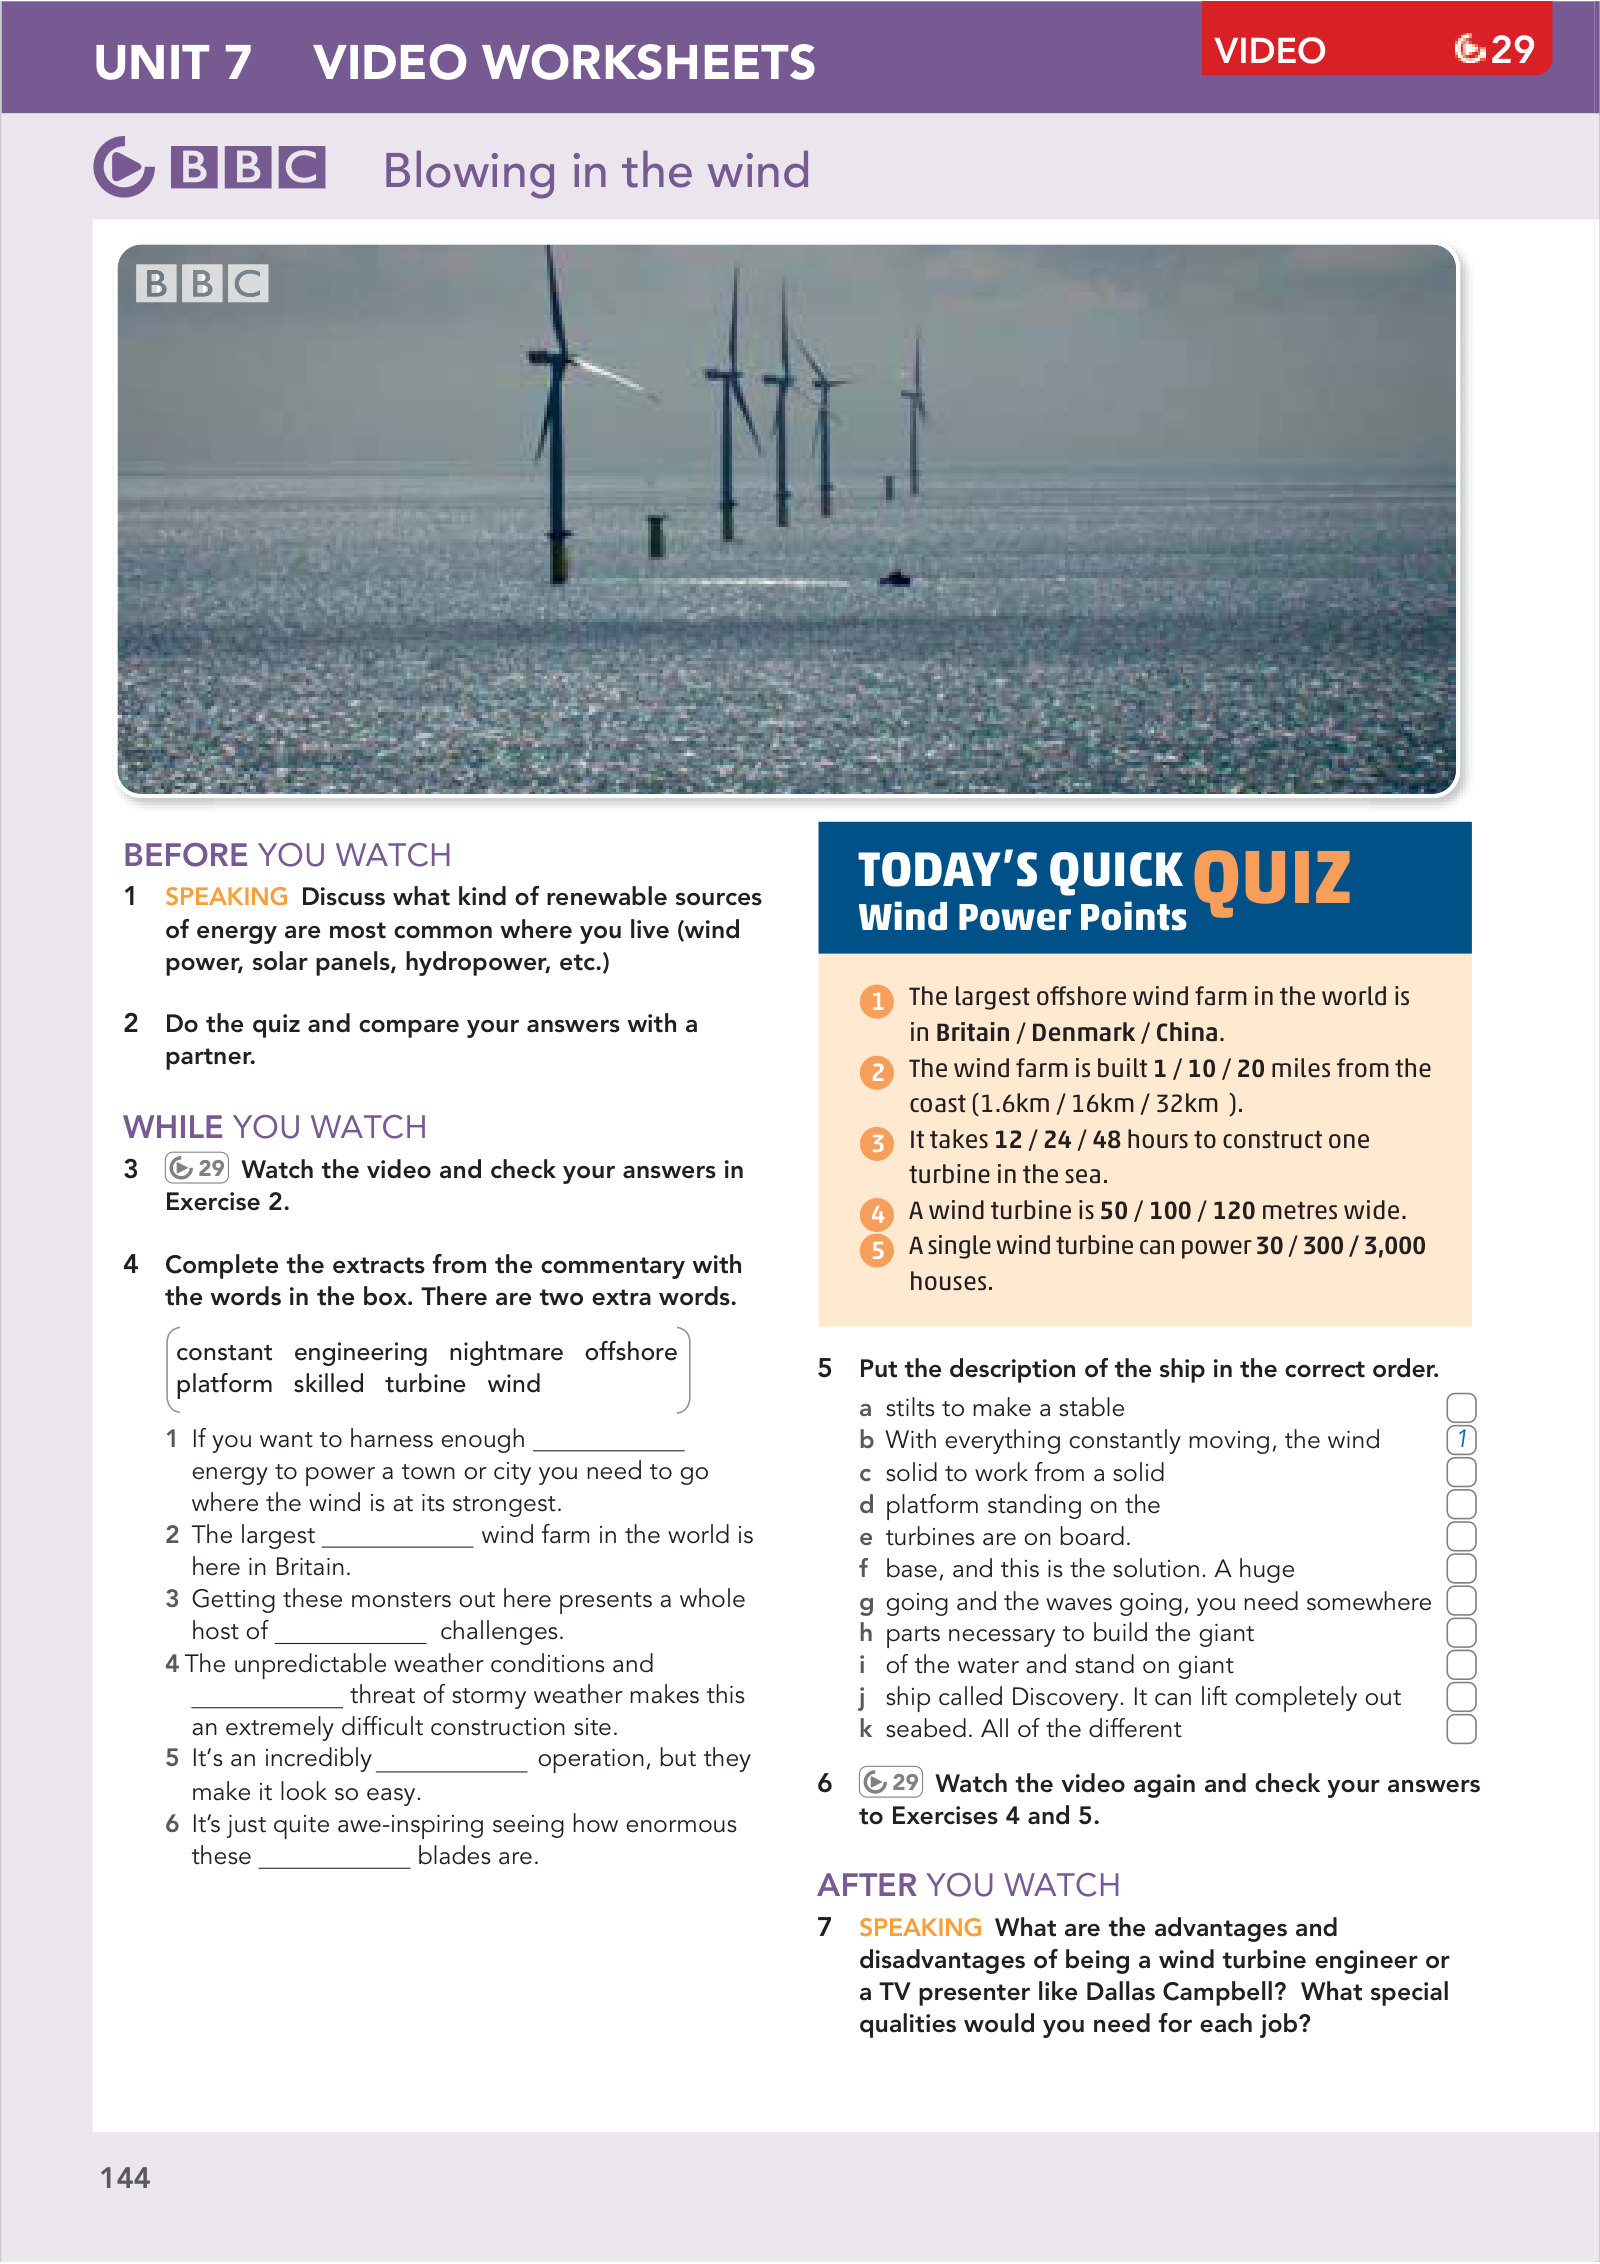 UNIT 7 VIDEO WORKSHEETS
VIDEO 29
BBC Blowing in the wind
BBC
BEFORE YOU WATCH
1 SPEAKING Discuss what kind of renewable sources
of energy are most common where you live (wind
power, solar panels, hydropower, etc.)
2 Do the quiz and compare your answers with a
partner.
WHILE YOU WATCH
3 29 Watch the video and check your answers in
Exercise 2.
4 Complete the extracts from the commentary with
the words in the box. There are two extra words.
constant engineering nightmare offshore
platform skilled turbine wind
1 If you want to harness enough ____________
energy to power a town or city you need to go
where the wind is at its strongest.
2 The largest ____________ wind farm in the world is
here in Britain.
3 Getting these monsters out here presents a whole
host of ____________ challenges.
4 The unpredictable weather conditions and
____________ threat of stormy weather makes this
an extremely difficult construction site.
5 It's an incredibly ____________ operation, but they
make it look so easy.
6 It's just quite awe-inspiring seeing how enormous
these ____________ blades are.
TODAY'S QUICK QUIZ
Wind Power Points
1 The largest offshore wind farm in the world is
in Britain / Denmark / China.
2 The wind farm is built 1 / 10 / 20 miles from the
coast (1.6km / 16km / 32km ).
3 It takes 12 / 24 / 48 hours to construct one
turbine in the sea.
4 A wind turbine is 50 / 100 / 120 metres wide.
5 A single wind turbine can power 30 / 300 / 3,000
houses.
5 Put the description of the ship in the correct order.
a stilts to make a stable
b With everything constantly moving, the wind 1
c solid to work from a solid
d platform standing on the
e turbines are on board.
f base, and this is the solution. A huge
g going and the waves going, you need somewhere
h parts necessary to build the giant
i of the water and stand on giant
j ship called Discovery. It can lift completely out
k seabed. All of the different
6 29 Watch the video again and check your answers
to Exercises 4 and 5.
AFTER YOU WATCH
7 SPEAKING What are the advantages and
disadvantages of being a wind turbine engineer or
a TV presenter like Dallas Campbell? What special
qualities would you need for each job?
144